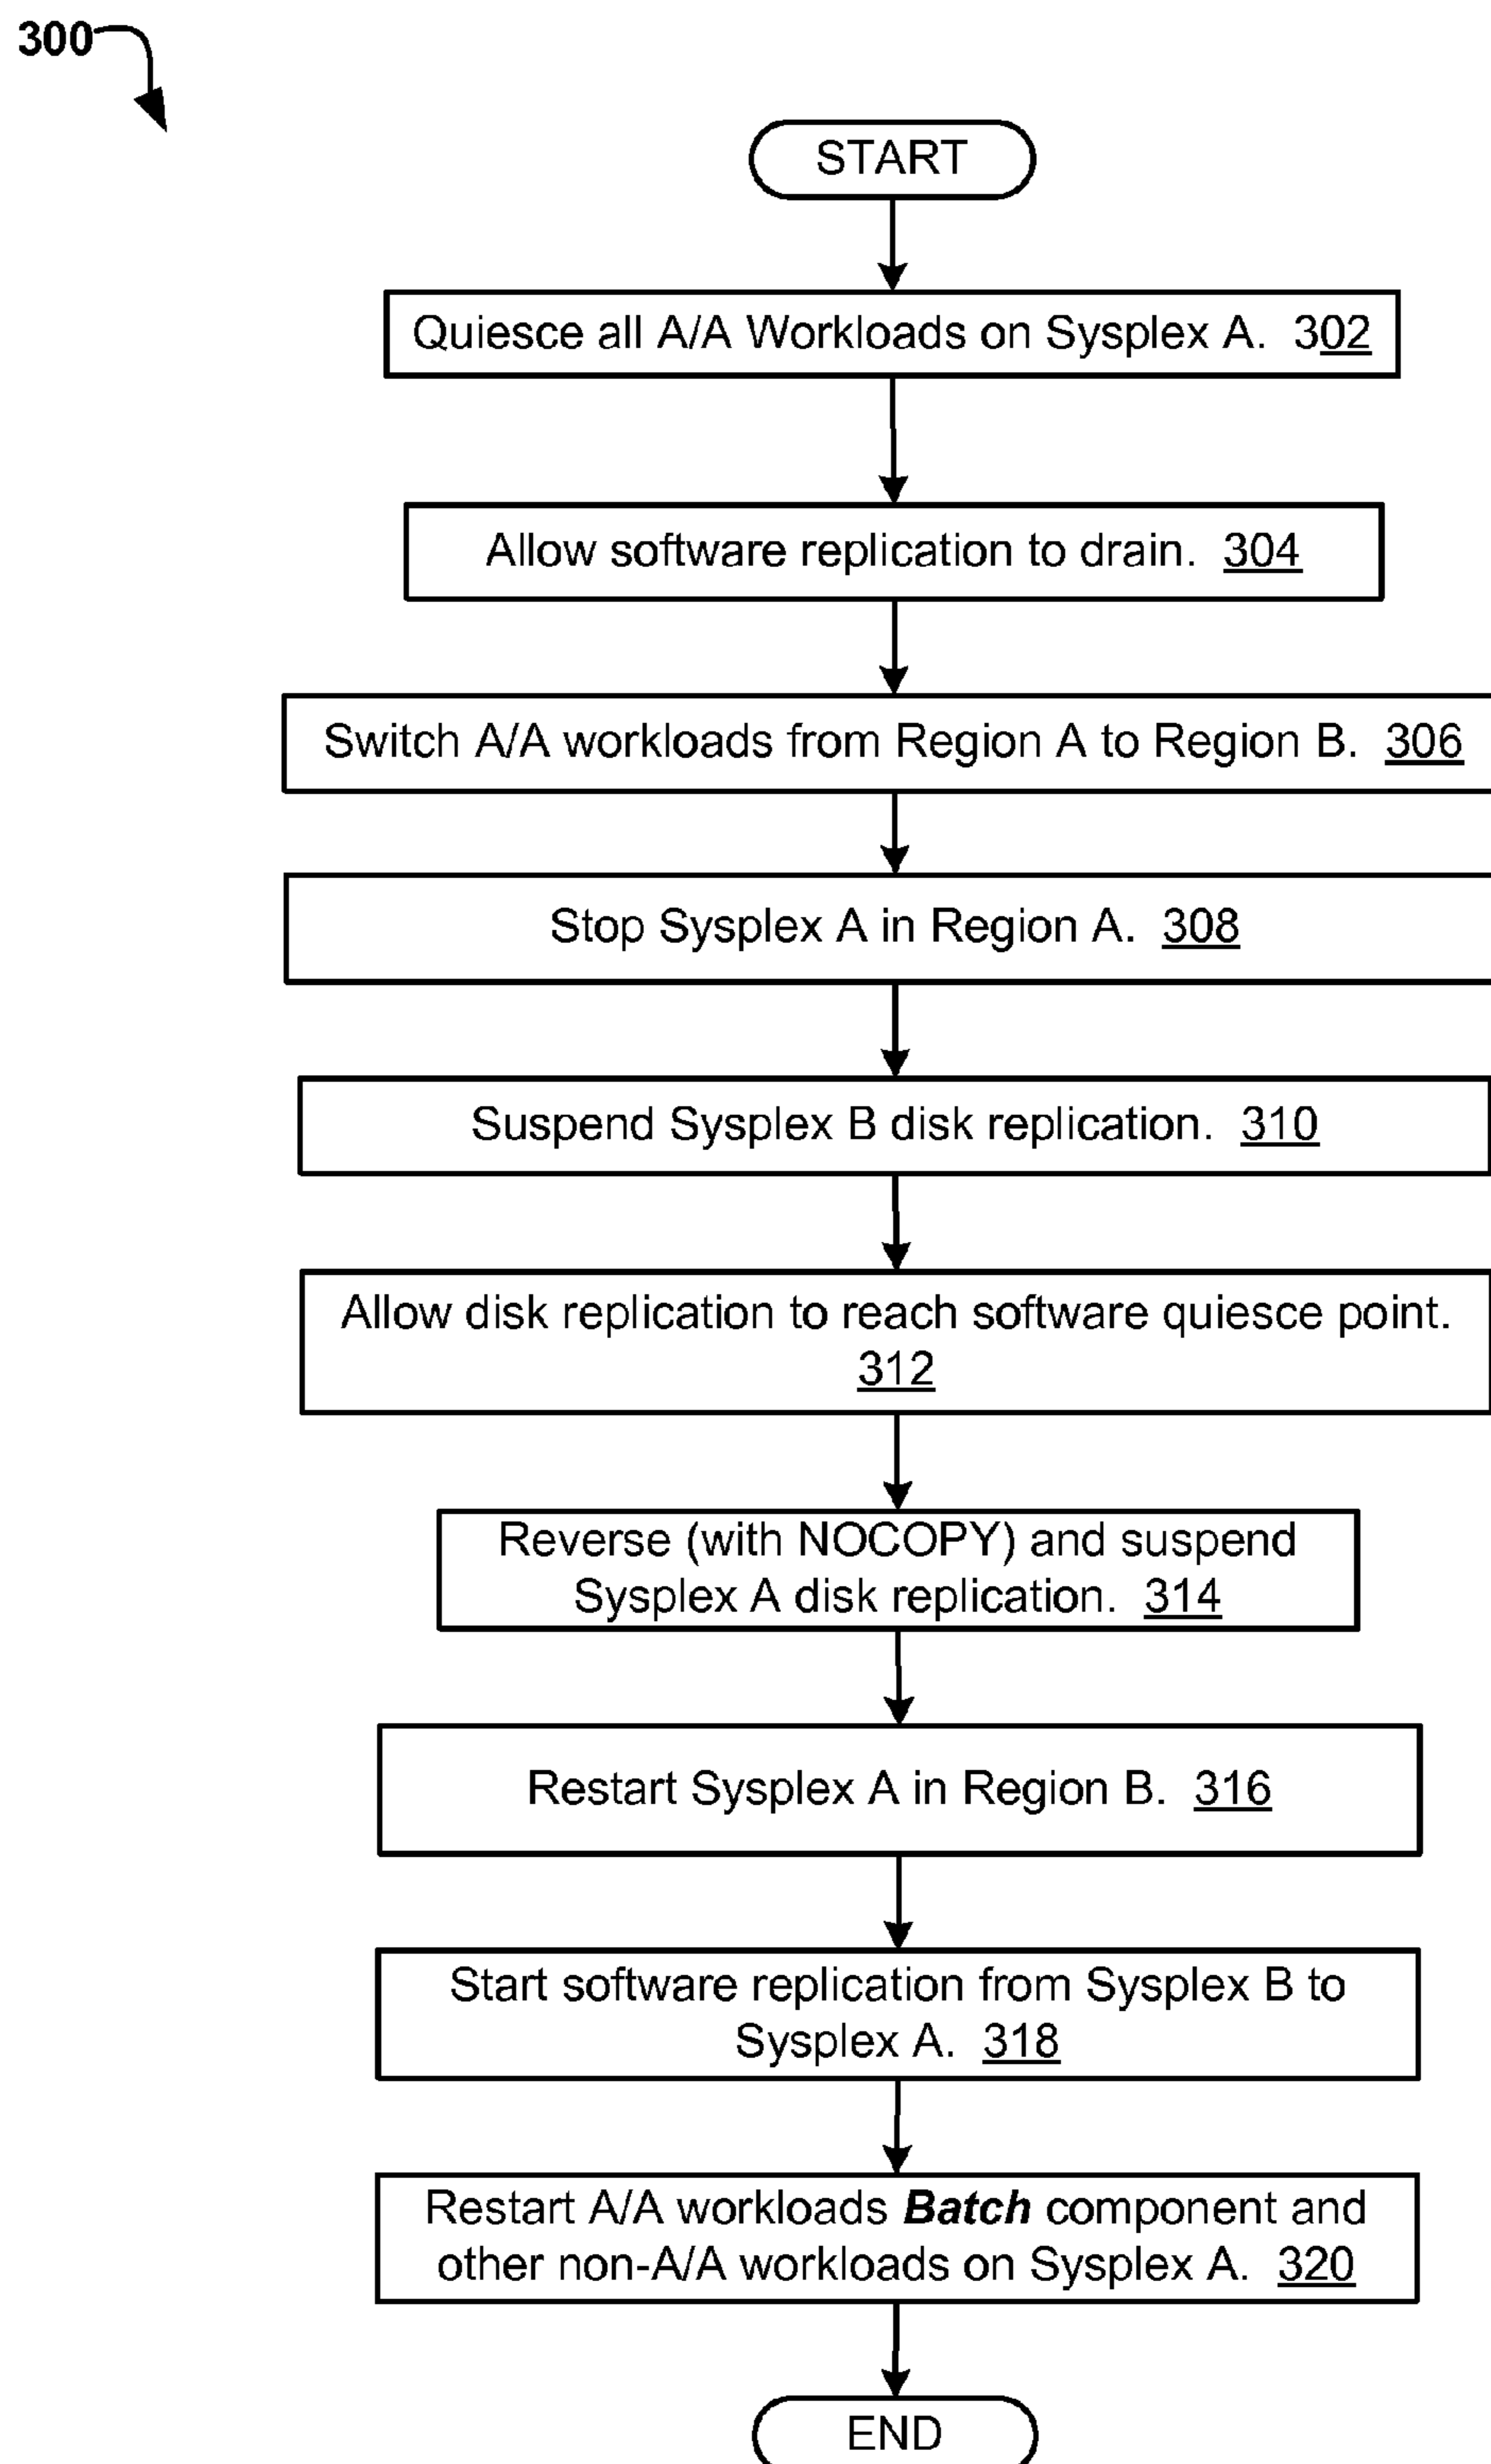 300
START
Quiesce all A/A Workloads on Sysplex A. 302
Allow software replication to drain. 304
Switch A/A workloads from Region A to Region B. 306
Stop Sysplex A in Region A. 308
Suspend Sysplex B disk replication. 310
Allow disk replication to reach software quiesce point.
312
Reverse (with NOCOPY) and suspend
Sysplex A disk replication. 314
Restart Sysplex A in Region B. 316
Start software replication from Sysplex B to
Sysplex A. 318
Restart A/A workloads Batch component and
other non-A/A workloads on Sysplex A. 320
END